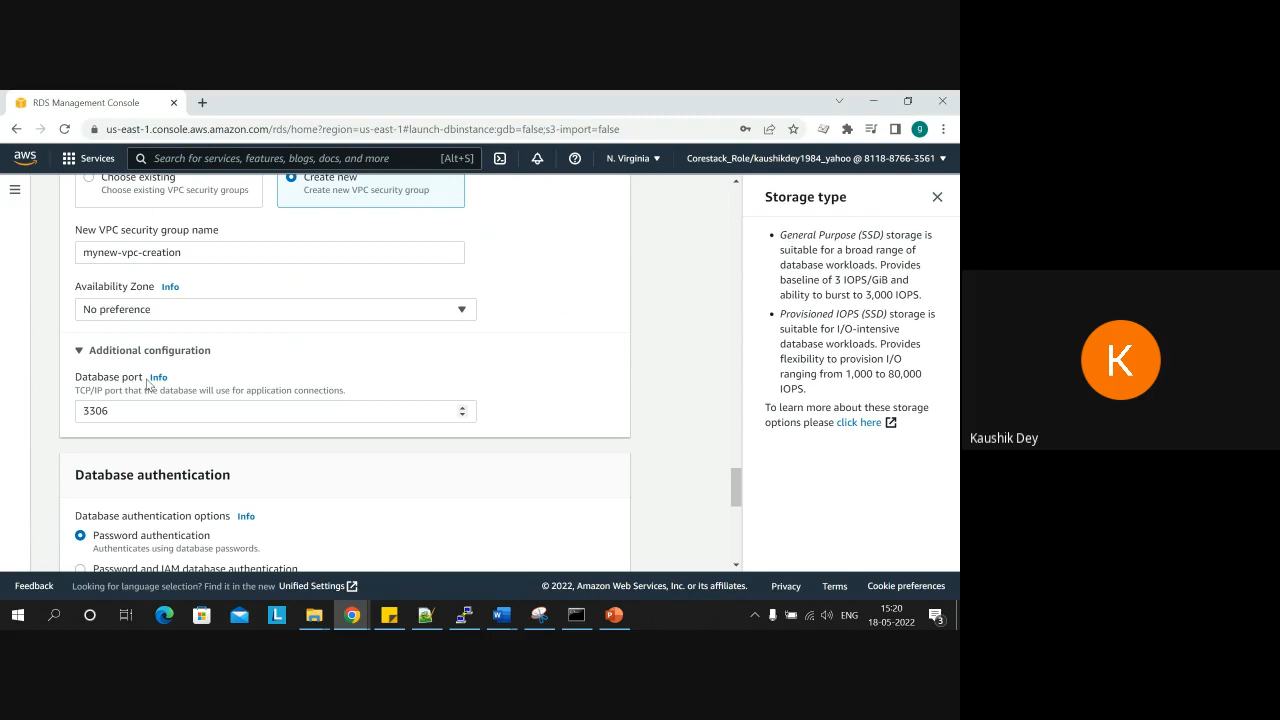 RDS Management Console
us-east-1.console.aws.amazon.com/rds/home?region=us-east-1#launch-dbinstance:gdb=false;s3-import=false
g
aws
Services
Search for services, features, blogs, docs, and more [Alt+S]
N. Virginia
Corestack_Role/kaushikdey1984_yahoo @ 8118-8766-3561
Choose existing
Choose existing VPC security groups
Create new
Create new VPC security group
New VPC security group name
mynew-vpc-creation
Availability Zone Info
No preference
Additional configuration
Database port Info
TCP/IP port that the database will use for application connections.
3306
Database authentication
Database authentication options Info
Password authentication
Authenticates using database passwords.
Password and IAM database authentication
Storage type
• General Purpose (SSD) storage is
suitable for a broad range of
database workloads. Provides
baseline of 3 IOPS/GiB and
ability to burst to 3,000 IOPS.
• Provisioned IOPS (SSD) storage is
suitable for I/O-intensive
database workloads. Provides
flexibility to provision I/O
ranging from 1,000 to 80,000
IOPS.
To learn more about these storage
options please click here
K
Kaushik Dey
Feedback
Looking for language selection? Find it in the new Unified Settings
© 2022, Amazon Web Services, Inc. or its affiliates.
Privacy
Terms
Cookie preferences
L
W
P
ENG
15:20
18-05-2022
3